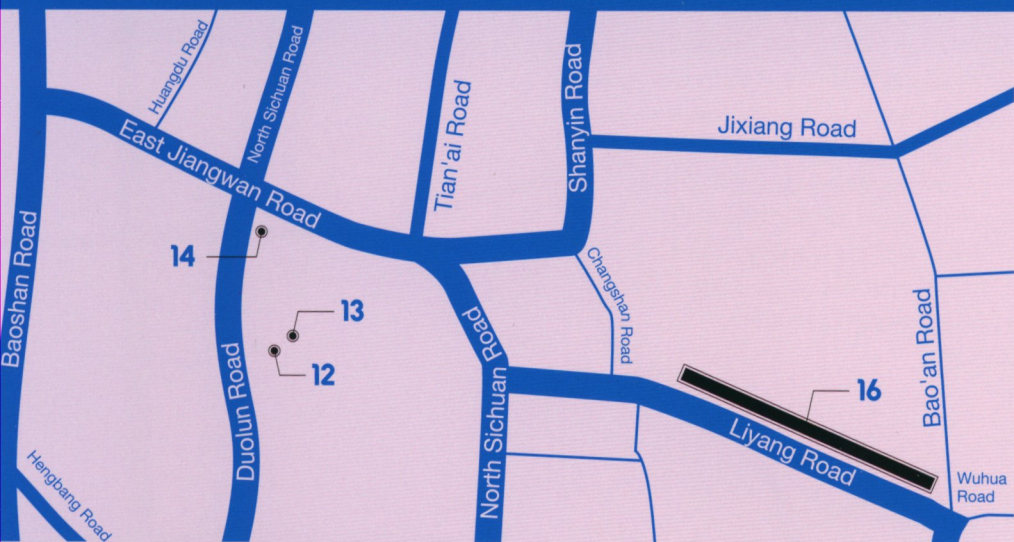 Huangdu Road
North Sichuan Road
East Jiangwan Road
Tian'ai Road
Shanyin Road
Jixiang Road
Baoshan Road
14
13
12
Duolun Road
North Sichuan Road
Changshan Road
16
Bao'an Road
Liyang Road
Wuhua
Road
Hengbang Road